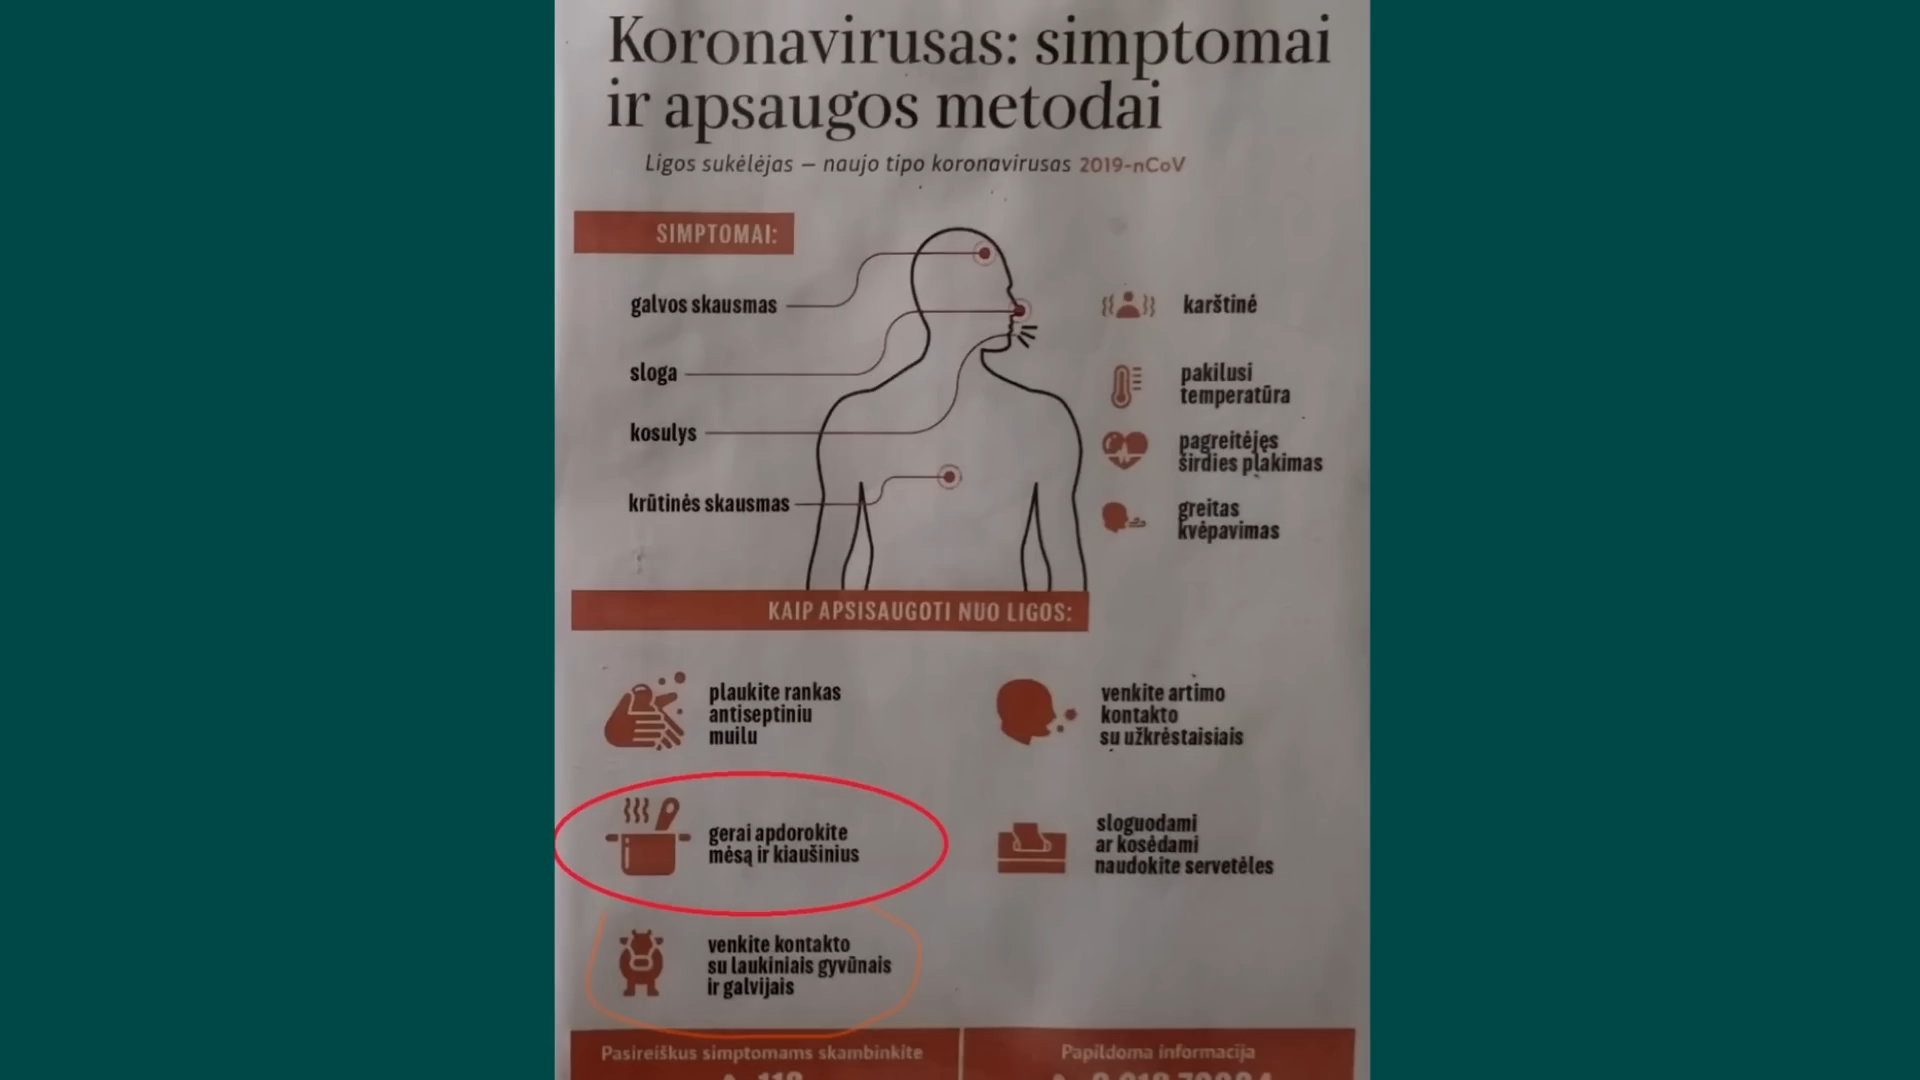 Koronavirusas: simptomai
ir apsaugos metodai
Ligos sukėlėjas – naujo tipo koronavirusas 2019-nCoV
SIMPTOMAI:
galvos skausmas
sloga
kosulys
krūtinės skausmas
karštinė
pakilusi
temperatūra
pagreitėjęs
širdies plakimas
greitas
kvėpavimas
KAIP APSISAUGOTI NUO LIGOS:
plaukite rankas
antiseptiniu
muilu
venkite artimo
kontakto
su užkrėstaisiais
gerai apdorokite
mėsą ir kiaušinius
sloguodami
ar kosėdami
naudokite servetėles
venkite kontakto
su laukiniais gyvūnais
ir galvijais
Pasireiškus simptomams skambinkite
Papildoma informacija